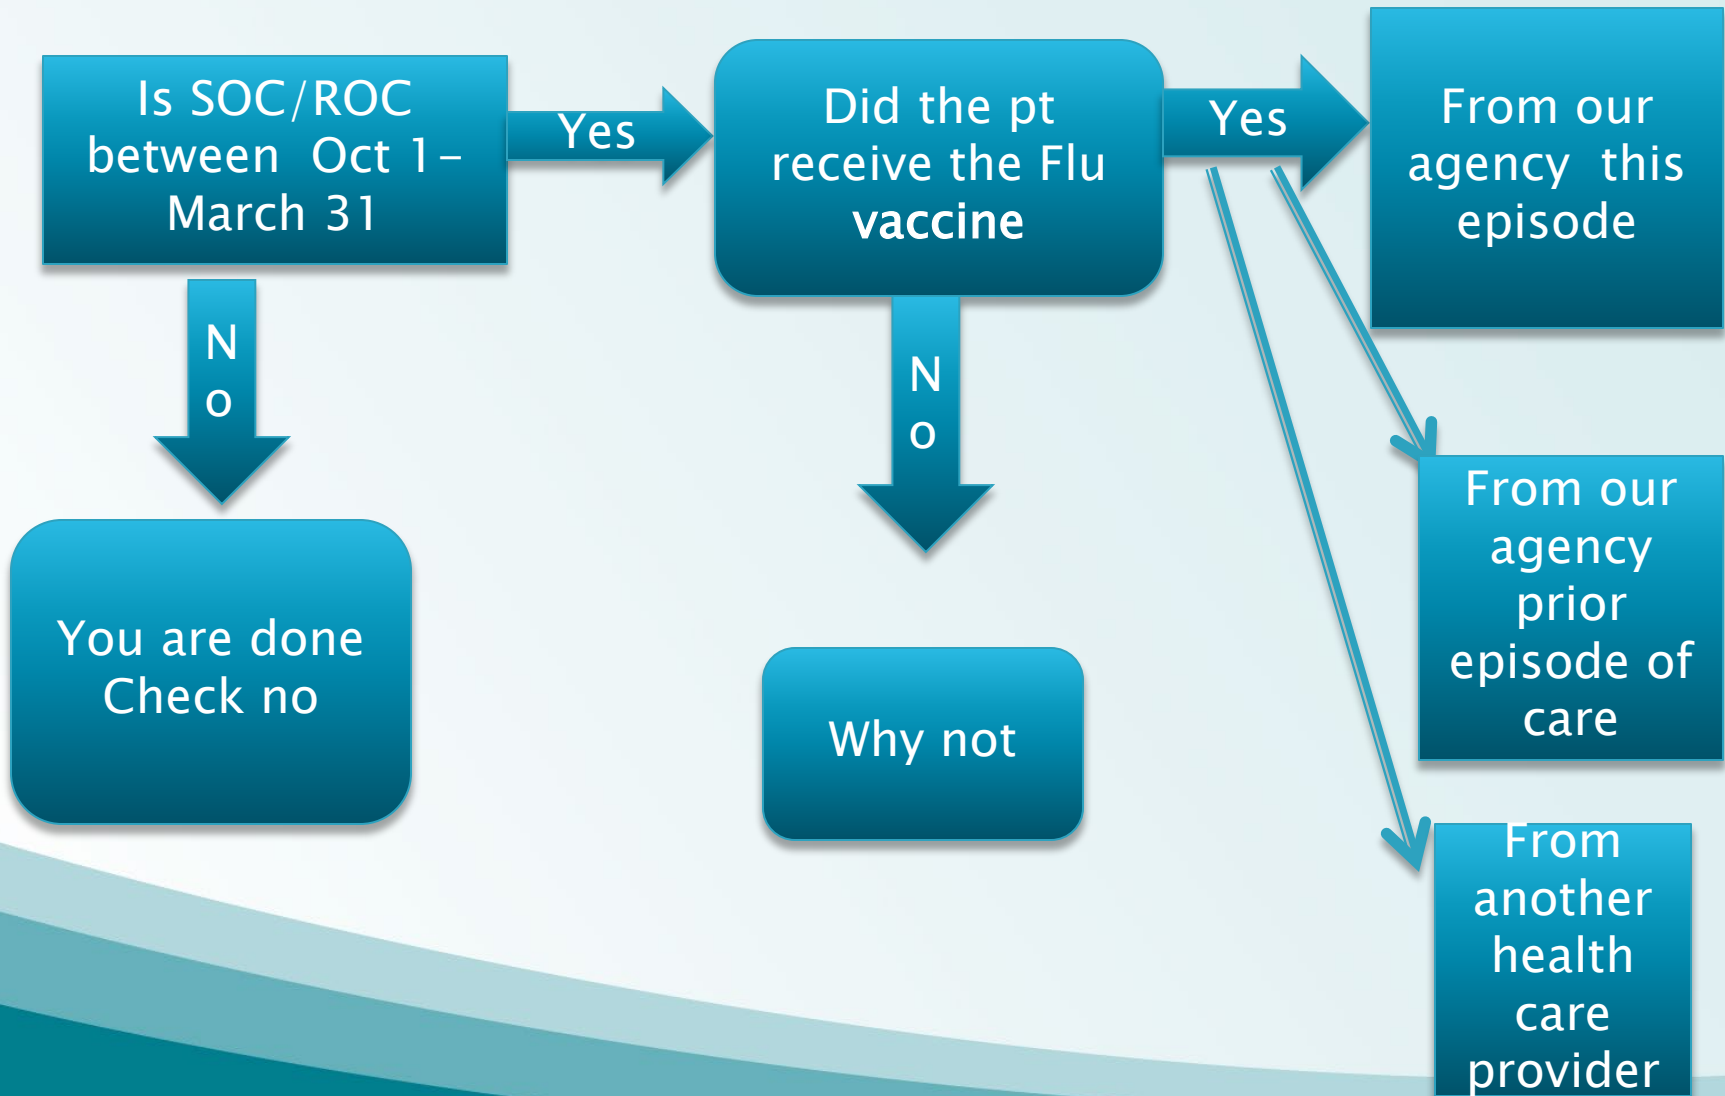 Is SOC/ROC
between Oct 1-
March 31
Yes
Did the pt
receive the Flu
vaccine
Yes
From our
agency this
episode
N
o
N
o
From our
agency
prior
episode of
care
You are done
Check no
Why not
From
another
health
care
provider